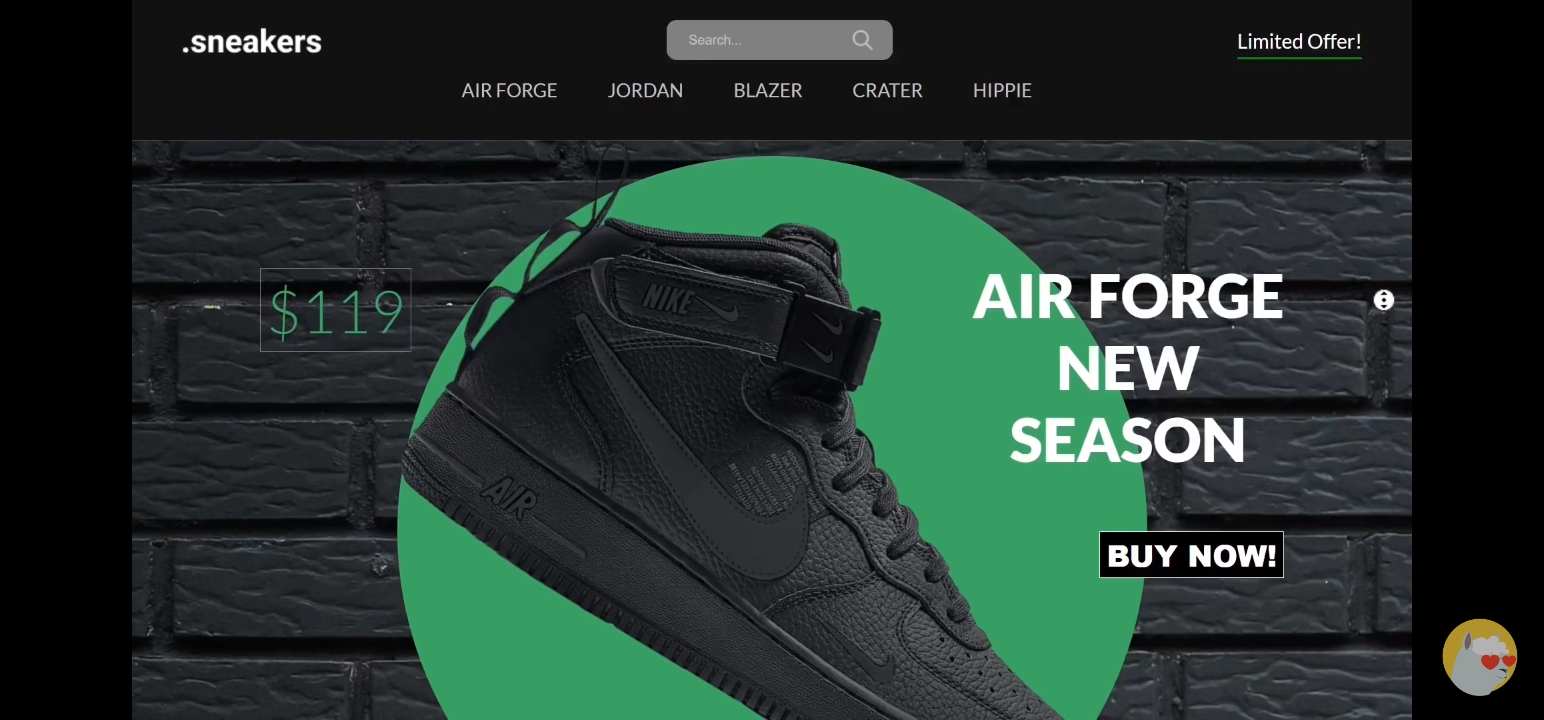 .sneakers
Search...
Limited Offer!
AIR FORGE
JORDAN
BLAZER
CRATER
HIPPIE
$119
NIKE
AIR
AIR FORGE
NEW
SEASON
BUY NOW!